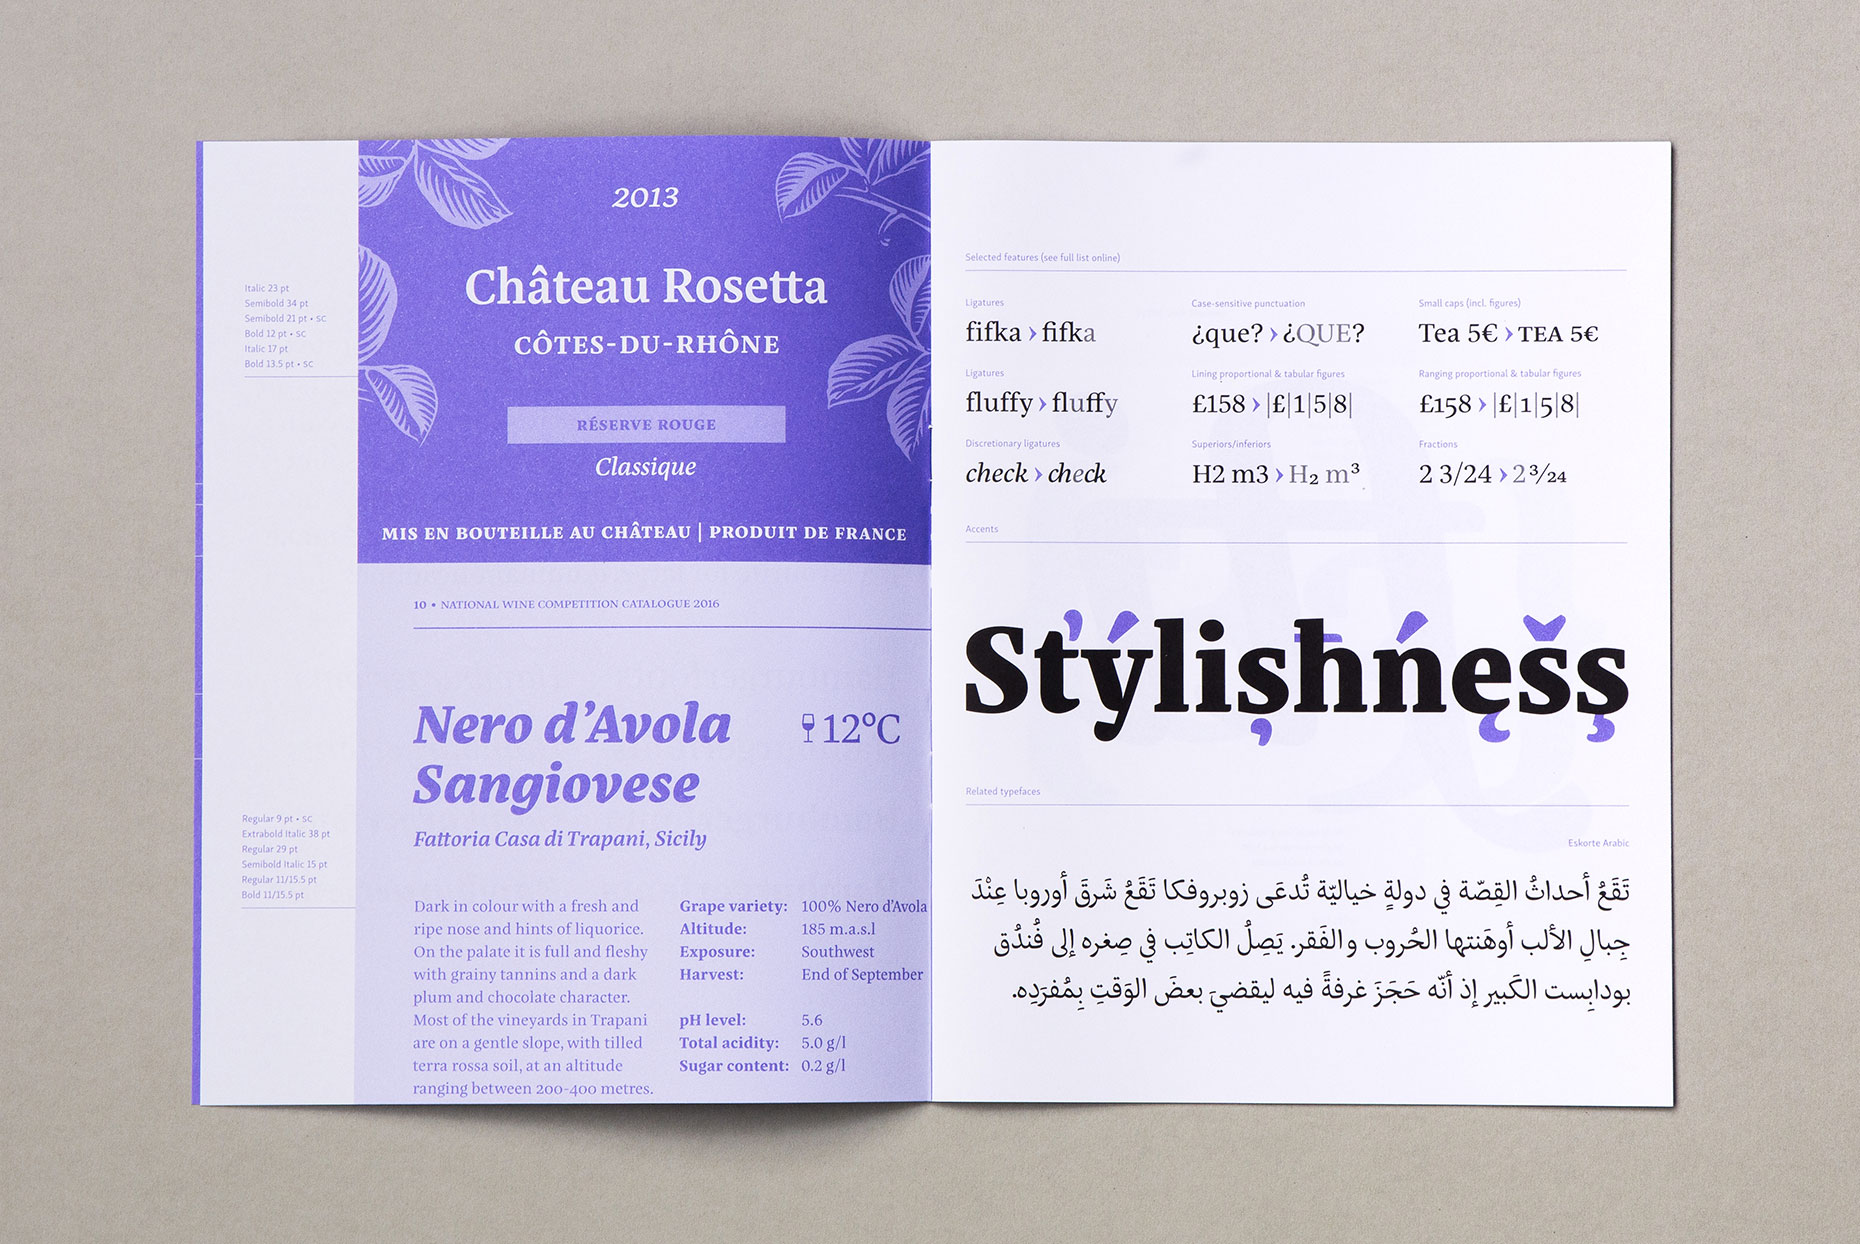 Italic 23 pt
Semibold 34 pt
Semibold 21 pt • SC
Bold 12 pt • SC
Italic 17 pt
Bold 13.5 pt • SC
2013
Château Rosetta
CÔTES-DU-RHÔNE
RÉSERVE ROUGE
Classique
MIS EN BOUTEILLE AU CHÂTEAU | PRODUIT DE FRANCE
Regular 9 pt • SC
Extrabold Italic 38 pt
Regular 29 pt
Semibold Italic 15 pt
Regular 11/15.5 pt
Bold 11/15.5 pt
10 • NATIONAL WINE COMPETITION CATALOGUE 2016
Nero d’Avola
Sangiovese
12°C
Fattoria Casa di Trapani, Sicily
Dark in colour with a fresh and
ripe nose and hints of liquorice.
On the palate it is full and fleshy
with grainy tannins and a dark
plum and chocolate character.
Most of the vineyards in Trapani
are on a gentle slope, with tilled
terra rossa soil, at an altitude
ranging between 200-400 metres.
Grape variety: 100% Nero d’Avola
Altitude: 185 m.a.s.l
Exposure: Southwest
Harvest: End of September
pH level: 5.6
Total acidity: 5.0 g/l
Sugar content: 0.2 g/l
Selected features (see full list online)
Ligatures
fifka › fifka
Case-sensitive punctuation
¿que? › ¿QUE?
Small caps (incl. figures)
Tea 5€ › TEA 5€
Ligatures
fluffy › fluffy
Lining proportional & tabular figures
£158 › |£|1|5|8|
Ranging proportional & tabular figures
£158 › |£|1|5|8|
Discretionary ligatures
check › check
Superiors/inferiors
H2 m3 › H₂ m³
Fractions
2 3/24 › 2 3⁄24
Accents
Sťýlişħńęšş
Related typefaces
Eskorte Arabic
تَقَعُ أحداثُ القِصّة في دولةٍ خياليّة تُدعَى زوبروفكا تَقَعُ شَرقَ أوروبا عِنْدَ
جِبالِ الألب أوهَنتها الحُروب والفَقر. يَصِلُ الكاتِب في صِغره إلى فُندُق
بودابِست الكَبير إذ أنّه حَجَزَ غرفةً فيه ليقضيَ بعضَ الوَقتِ بِمُفرَدِه.